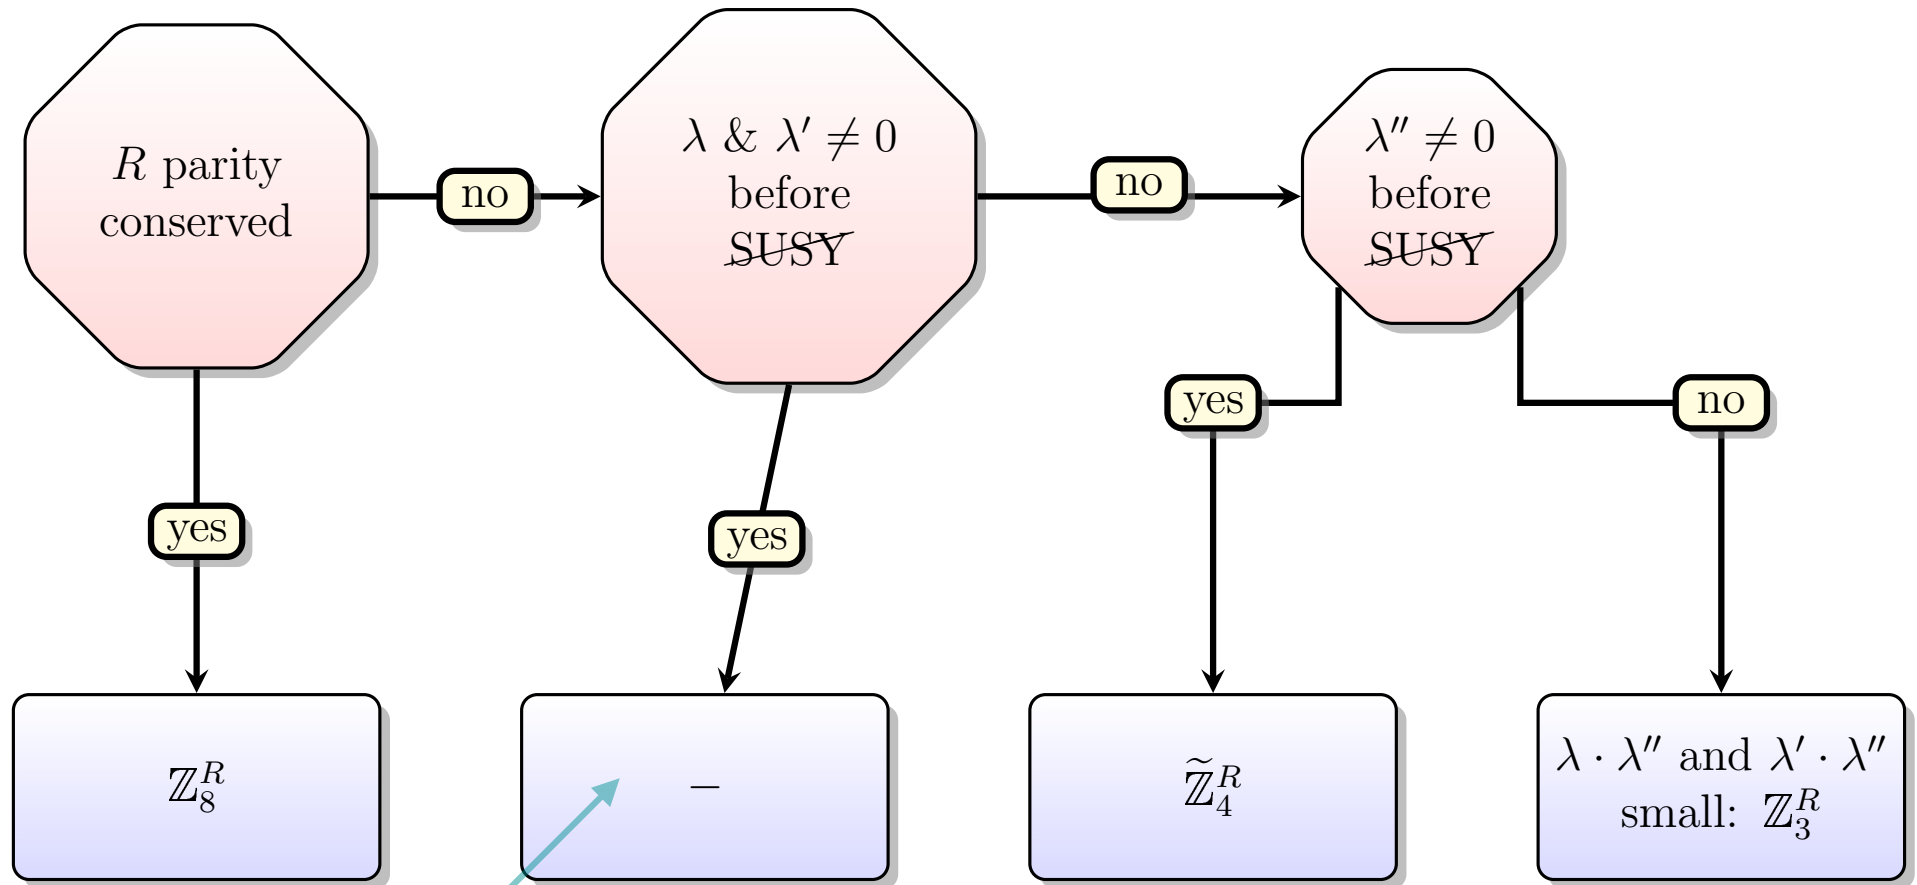 R parity
conserved
no
λ & λ′ ≠ 0
before
SUSY
no
λ″ ≠ 0
before
SUSY
yes
no
yes
yes
ℤ₈ᴿ
–
ℤ̃₄ᴿ
λ · λ″ and λ′ · λ″
small: ℤ₃ᴿ